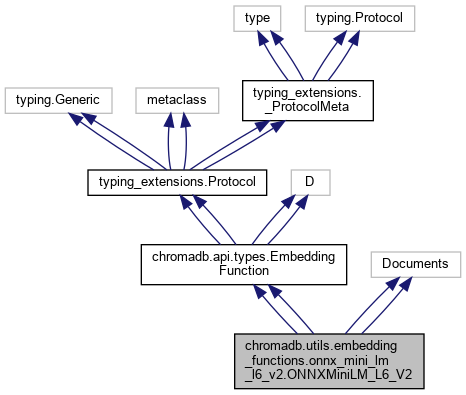 type
typing.Protocol
typing_extensions.
_ProtocolMeta
typing.Generic
metaclass
typing_extensions.Protocol
D
chromadb.api.types.Embedding
Function
Documents
chromadb.utils.embedding
_functions.onnx_mini_lm
_l6_v2.ONNXMiniLM_L6_V2